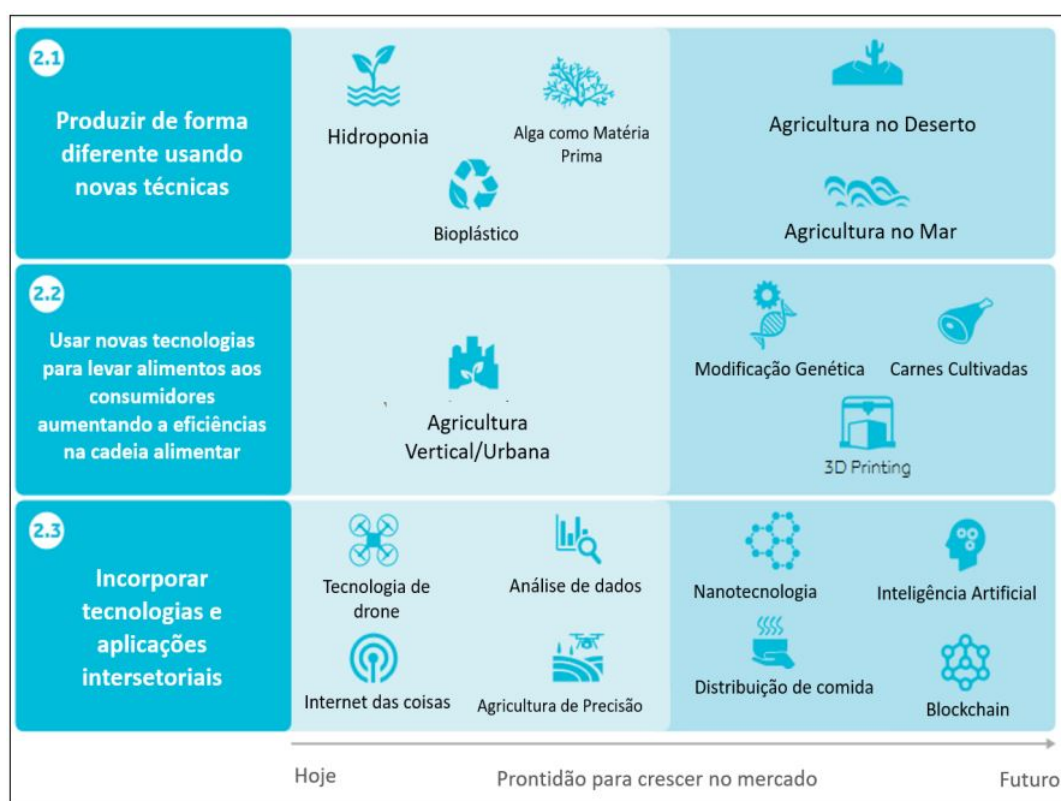 2.1
Produzir de forma
diferente usando
novas técnicas
Hidroponia
Alga como Matéria
Prima
Bioplástico
Agricultura no Deserto
Agricultura no Mar
2.2
Usar novas tecnologias
para levar alimentos aos
consumidores
aumentando a eficiências
na cadeia alimentar
Agricultura
Vertical/Urbana
Modificação Genética
Carnes Cultivadas
3D Printing
2.3
Incorporar
tecnologias e
aplicações
intersetoriais
Tecnologia de
drone
Análise de dados
Internet das coisas
Agricultura de Precisão
Nanotecnologia
Inteligência Artificial
Distribuição de comida
Blockchain
Hoje
Prontidão para crescer no mercado
Futuro